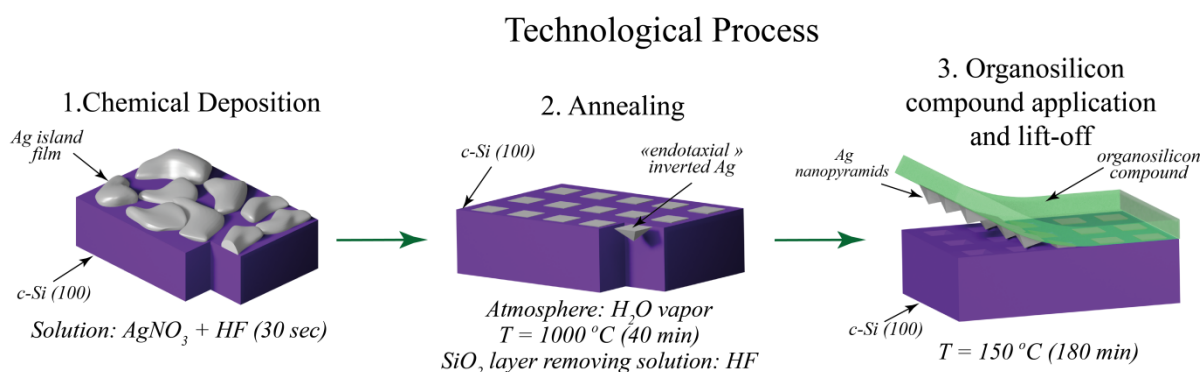 Technological Process
1.Chemical Deposition
Ag island
film
c-Si (100)
Solution: AgNO₃ + HF (30 sec)
2. Annealing
c-Si (100)
«endotaxial »
inverted Ag
Atmosphere: H₂O vapor
T = 1000 °C (40 min)
SiO₂ layer removing solution: HF
3. Organosilicon
compound application
and lift-off
Ag
nanopyramids
organosilicon
compound
c-Si (100)
T = 150 °C (180 min)